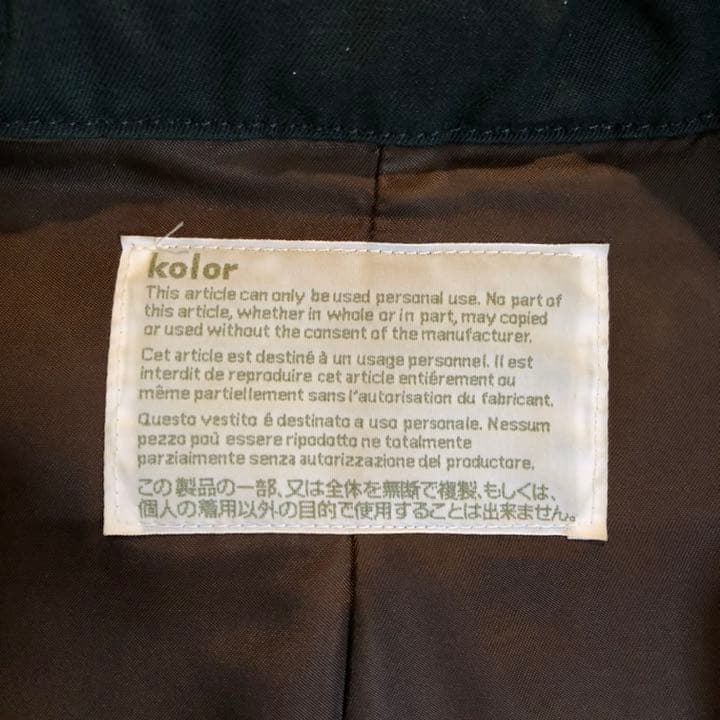 kolor
This article can only be used personal use. No part of
this article, whether in whole or in part, may copied
or used without the consent of the manufacturer.
Cet article est destiné à un usage personnel. Il est
interdit de reproduire cet article entiérement ou
même partiellement sans l'autorisation du fabricant.
Questo vestito é destinato a uso personale. Nessum
pezzo poù essere ripodotto ne totalmente
parziaimente senza autorizzazione del productore.
この製品の一部、又は全体を無断で複製、もしくは、
個人の着用以外の目的で使用することは出来ません。